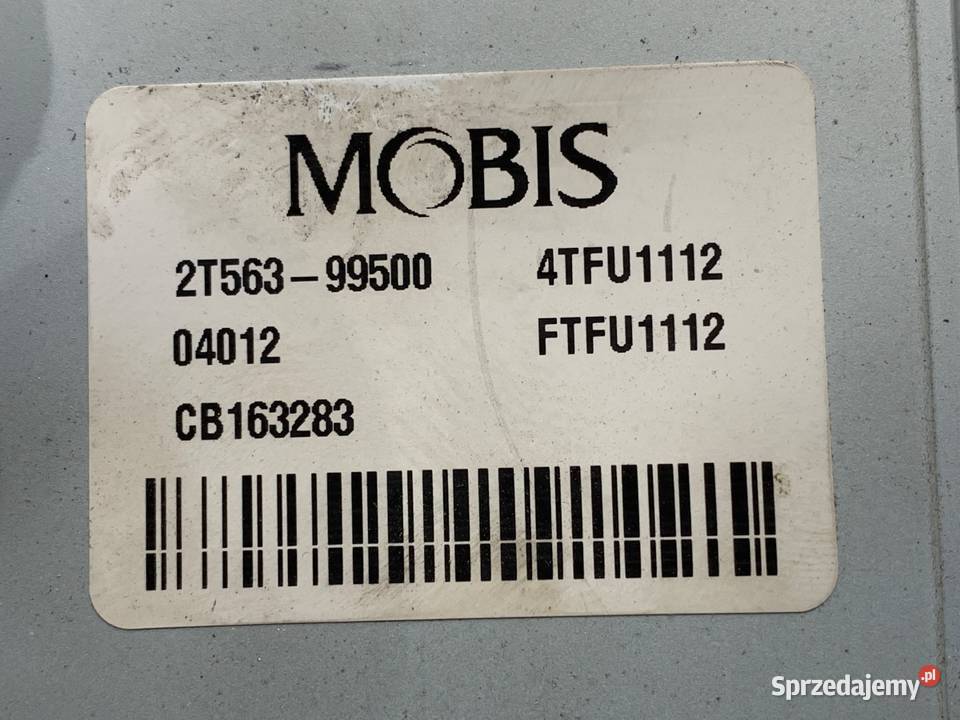 MOBIS
2T563-99500 4TFU1112
04012 FTFU1112
CB163283
Sprzedajemy.pl